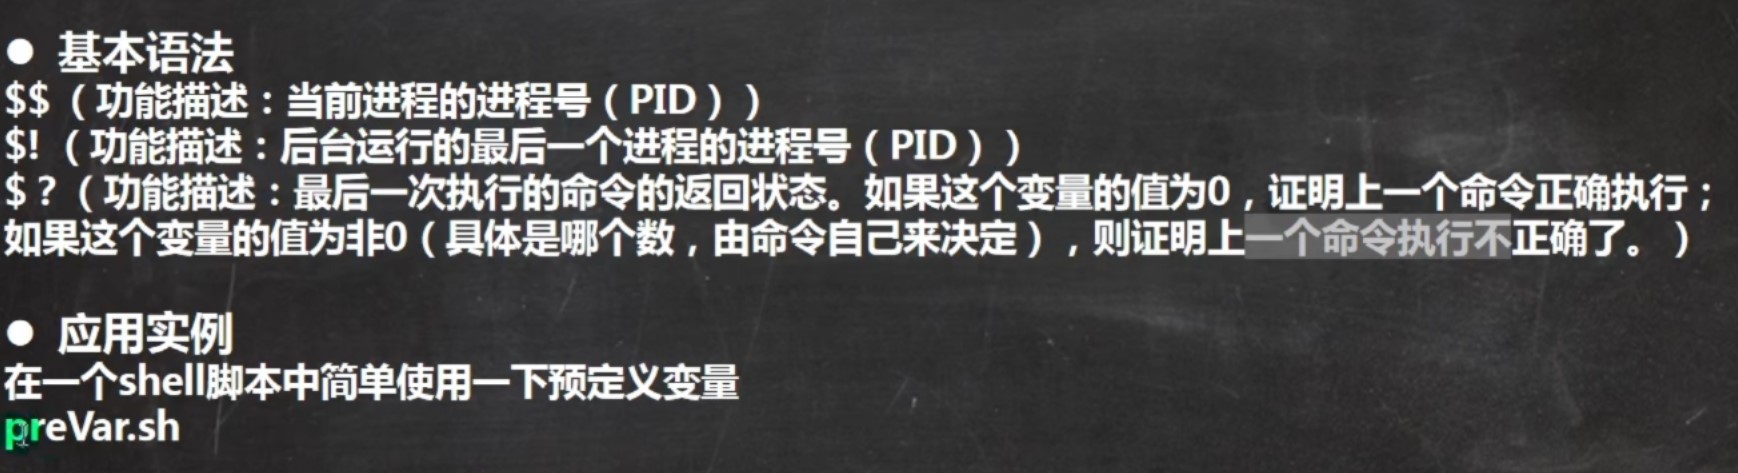 ● 基本语法
$$（功能描述：当前进程的进程号（PID））
$!（功能描述：后台运行的最后一个进程的进程号（PID））
$？（功能描述：最后一次执行的命令的返回状态。如果这个变量的值为0，证明上一个命令正确执行；
如果这个变量的值为非0（具体是哪个数，由命令自己来决定），则证明上一个命令执行不正确了。）
● 应用实例
在一个shell脚本中简单使用一下预定义变量
preVar.sh